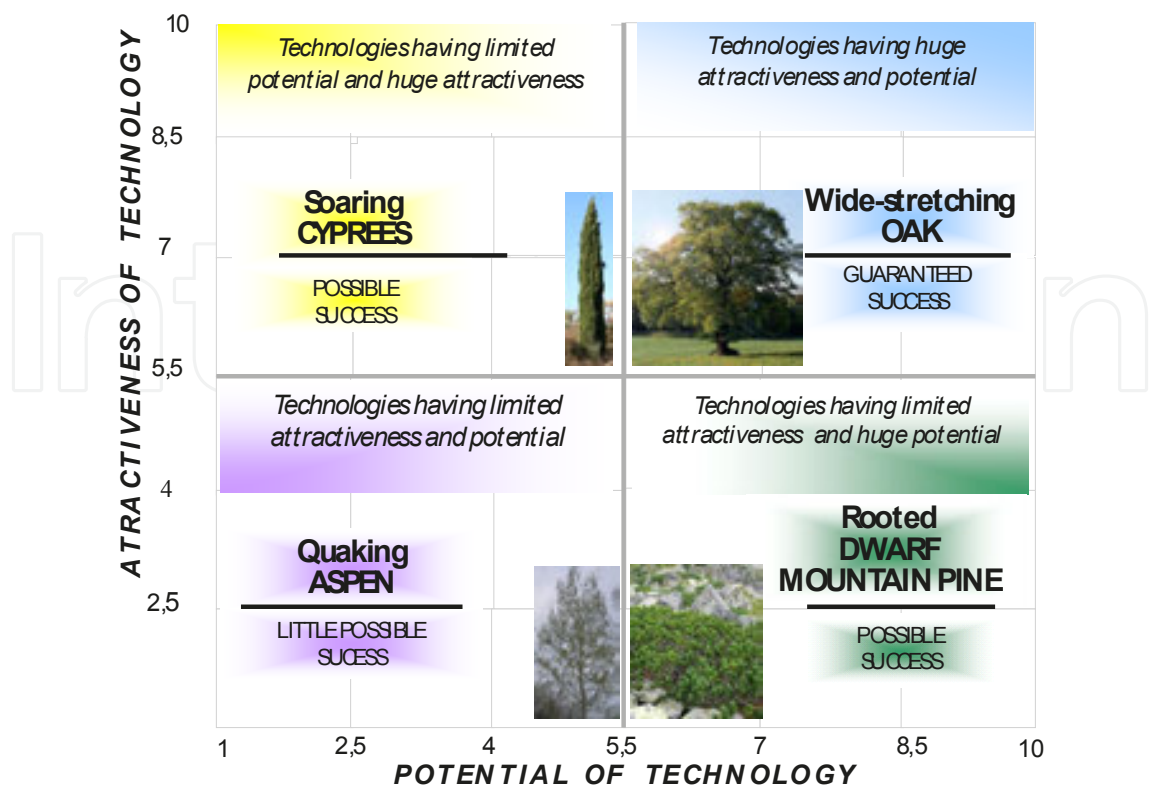 10
Technologies having limited
potential and huge attractiveness
Technologies having huge
attractiveness and potential
8,5
Soaring
CYPREES
Wide-stretching
OAK
7
POSSIBLE
SUCCESS
GUARANTEED
SUCCESS
5,5
Technologies having limited
attractiveness and potential
Technologies having limited
attractiveness and huge potential
4
Quaking
ASPEN
Rooted
DWARF
MOUNTAIN PINE
2,5
LITTLE POSSIBLE
SUCESS
POSSIBLE
SUCCESS
1
2,5
4
5,5
7
8,5
10
POTENTIAL OF TECHNOLOGY
ATRACTIVENESS OF TECHNOLOGY